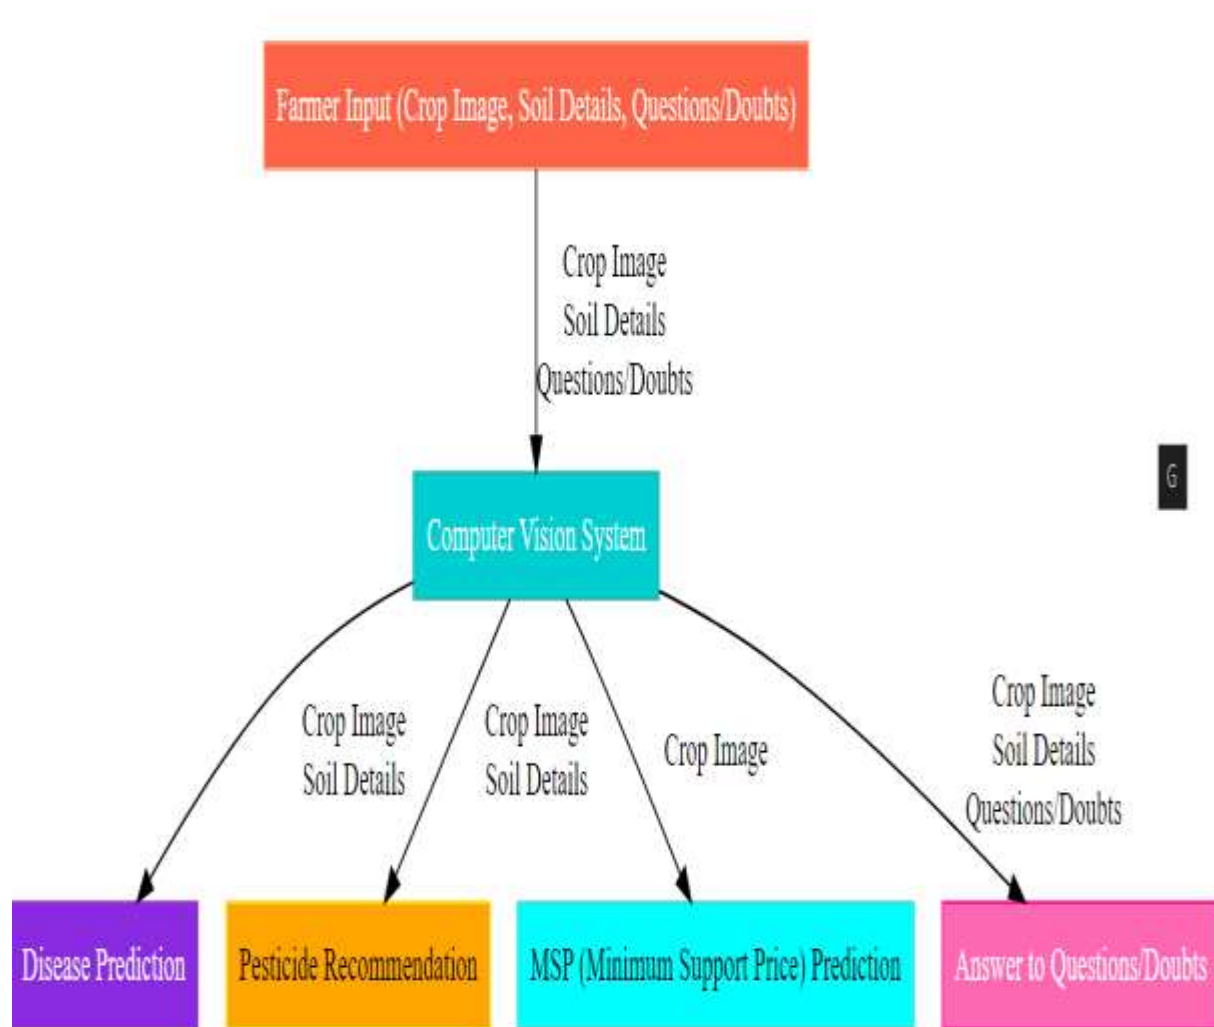 Farmer Input (Crop Image, Soil Details, Questions/Doubts)
Crop Image
Soil Details
Questions/Doubts
G
Computer Vision System
Crop Image
Soil Details
Crop Image
Soil Details
Crop Image
Crop Image
Soil Details
Questions/Doubts
Disease Prediction
Pesticide Recommendation
MSP (Minimum Support Price) Prediction
Answer to Questions/Doubts